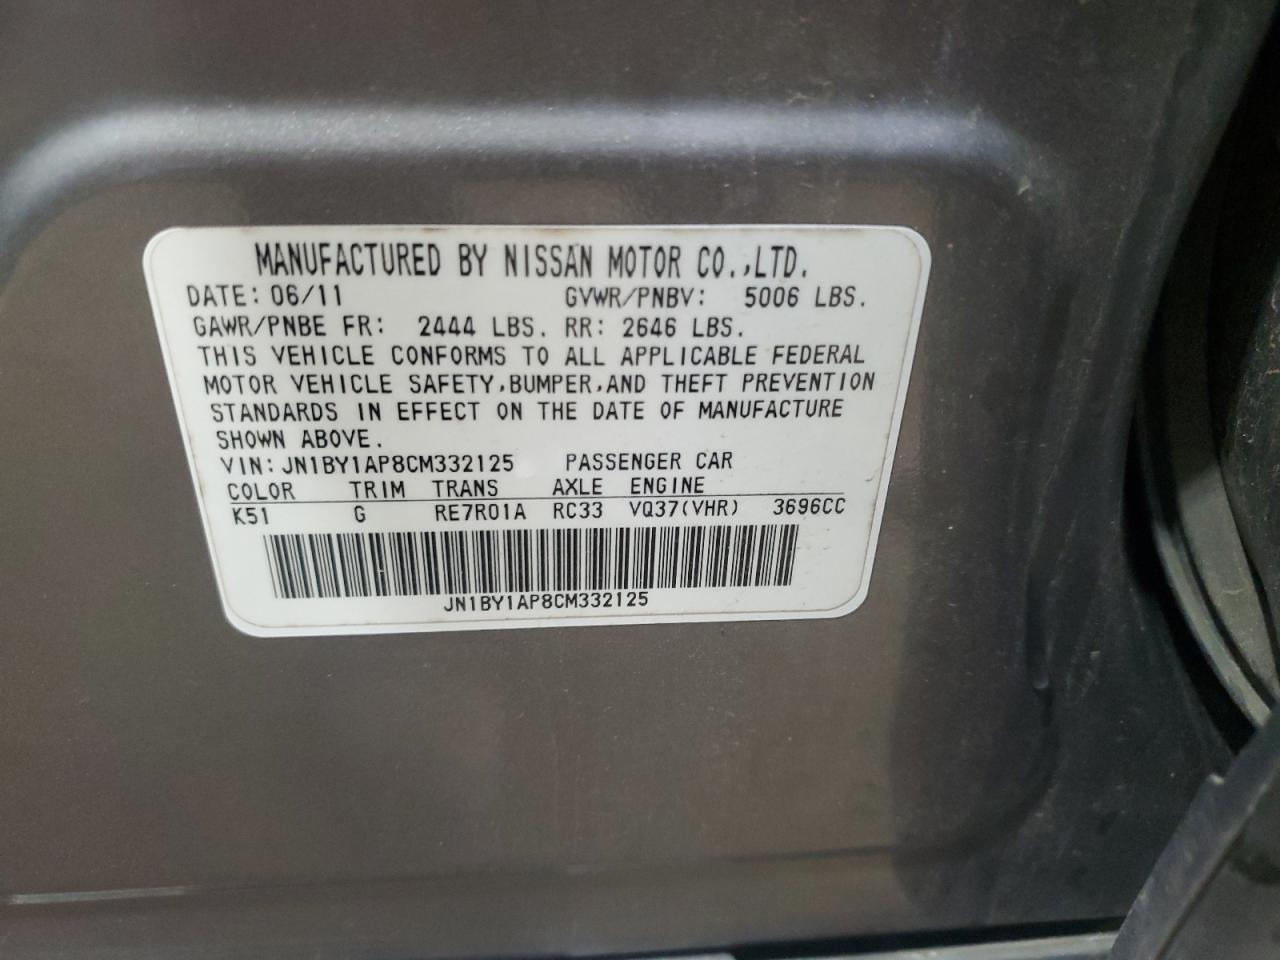 MANUFACTURED BY NISSAN MOTOR CO.,LTD.
DATE: 06/11 GVWR/PNBV: 5006 LBS.
GAWR/PNBE FR: 2444 LBS. RR: 2646 LBS.
THIS VEHICLE CONFORMS TO ALL APPLICABLE FEDERAL
MOTOR VEHICLE SAFETY,BUMPER,AND THEFT PREVENTION
STANDARDS IN EFFECT ON THE DATE OF MANUFACTURE
SHOWN ABOVE.
VIN: JN1BY1AP8CM332125 PASSENGER CAR
COLOR TRIM TRANS AXLE ENGINE
K51 G RE7R01A RC33 VQ37(VHR) 3696CC
JN1BY1AP8CM332125